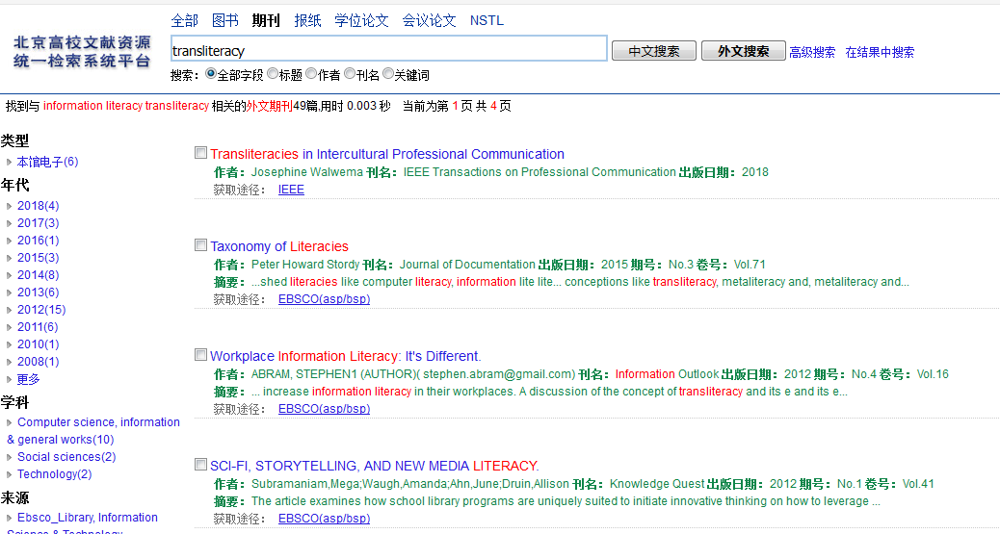 全部 图书 期刊 报纸 学位论文 会议论文 NSTL
北京高校文献资源
统一检索系统平台
transliteracy 中文搜索 外文搜索 高级搜索 在结果中搜索
搜索： 全部字段 标题 作者 刊名 关键词
找到与 information literacy transliteracy 相关的外文期刊49篇,用时 0.003 秒 当前为第 1 页 共 4 页
类型
本馆电子(6)
年代
2018(4)
2017(3)
2016(1)
2015(3)
2014(8)
2013(6)
2012(15)
2011(6)
2010(1)
2008(1)
更多
学科
Computer science, information
& general works(10)
Social sciences(2)
Technology(2)
来源
Ebsco_Library, Information
Science & Technology
Transliteracies in Intercultural Professional Communication
作者： Josephine Walwema 刊名： IEEE Transactions on Professional Communication 出版日期： 2018
获取途径： IEEE
Taxonomy of Literacies
作者： Peter Howard Stordy 刊名： Journal of Documentation 出版日期： 2015 期号： No.3 卷号： Vol.71
摘要： ...shed literacies like computer literacy, information lite lite... conceptions like transliteracy, metaliteracy and, metaliteracy and...
获取途径： EBSCO(asp/bsp)
Workplace Information Literacy: It's Different.
作者： ABRAM, STEPHEN1 (AUTHOR)( stephen.abram@gmail.com) 刊名： Information Outlook 出版日期： 2012 期号： No.4 卷号： Vol.16
摘要： ... increase information literacy in their workplaces. A discussion of the concept of transliteracy and its e and its e...
获取途径： EBSCO(asp/bsp)
SCI-FI, STORYTELLING, AND NEW MEDIA LITERACY.
作者： Subramaniam,Mega;Waugh,Amanda;Ahn,June;Druin,Allison 刊名： Knowledge Quest 出版日期： 2012 期号： No.1 卷号： Vol.41
摘要： The article examines how school library programs are uniquely suited to initiate innovative thinking on how to leverage ...
获取途径： EBSCO(asp/bsp)